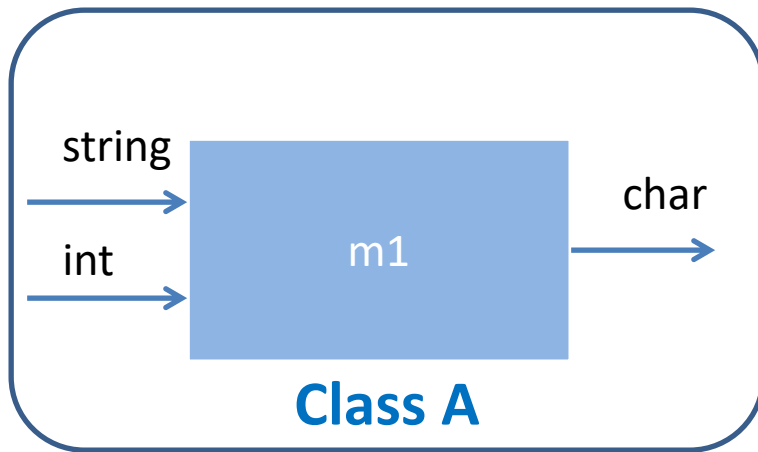 string
char
int
m1
Class A